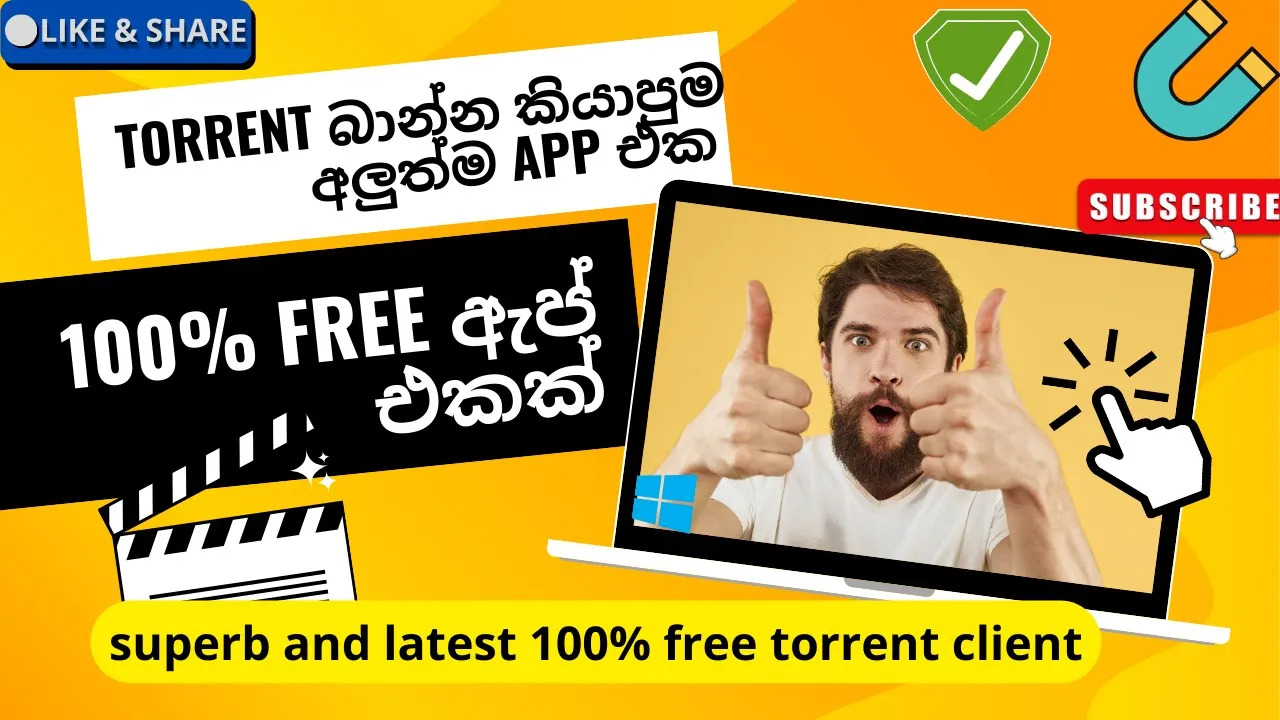 LIKE & SHARE
TORRENT බාන්න කියාපුම
අලුත්ම APP එක
100% FREE ඇප්
එකක්
SUBSCRIBE
superb and latest 100% free torrent client